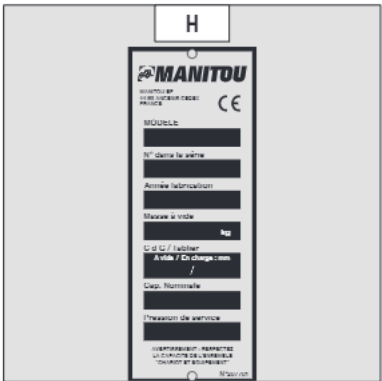 H
MANITOU
MANITOU BF
FRANCE
CE
MODELE
N° dans la série
Année fabrication
Masse à vide
kg
C d C / Tablier
A vide / En charge : mm
/
Cap. Nominale
Pression de service
AVERTISSEMENT - RESPECTEZ
LA CAPACITE DE L'ENSEMBLE
"CHARIOT ET EQUIPEMENT"